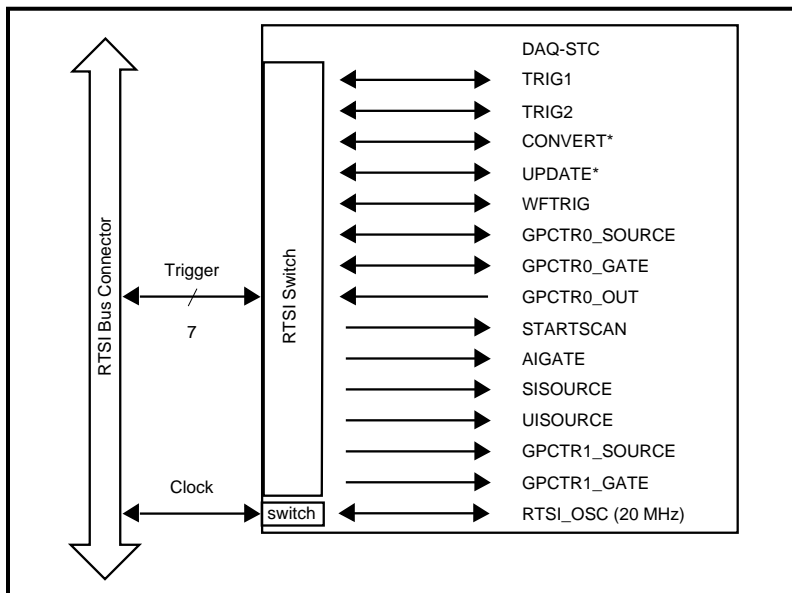 DAQ-STC
TRIG1
TRIG2
CONVERT*
UPDATE*
WFTRIG
GPCTR0_SOURCE
GPCTR0_GATE
GPCTR0_OUT
STARTSCAN
AIGATE
SISOURCE
UISOURCE
GPCTR1_SOURCE
GPCTR1_GATE
RTSI_OSC (20 MHz)
RTSI Bus Connector
Trigger
7
Clock
RTSI Switch
switch